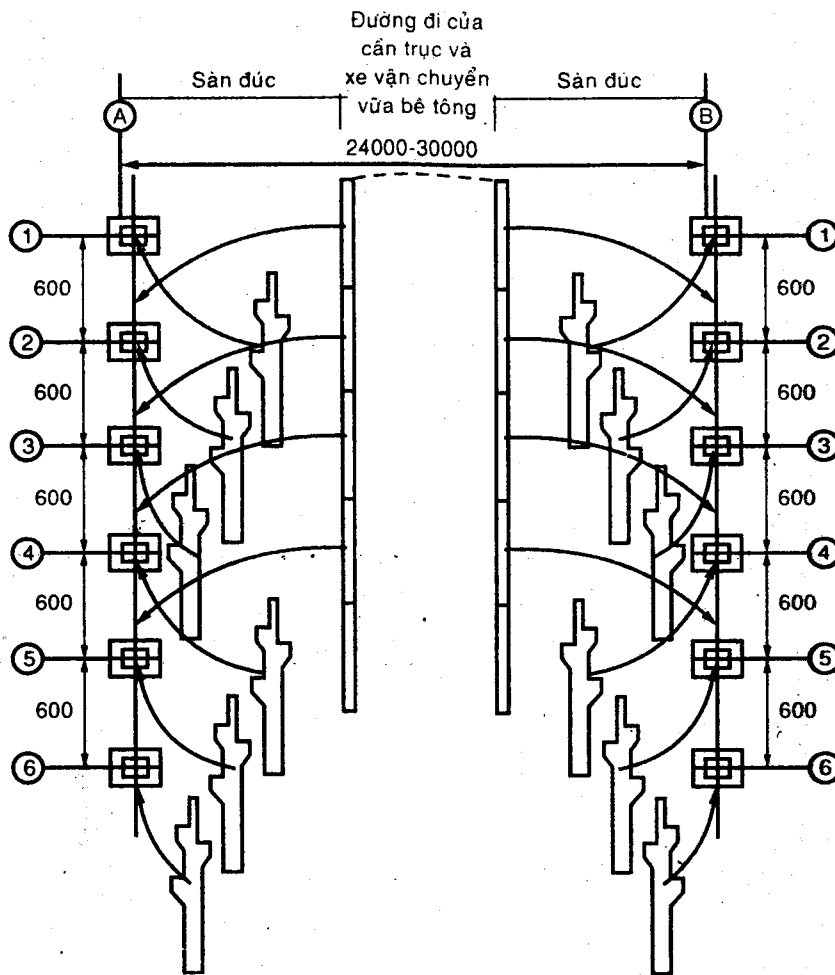 Đường đi của
cần trục và
xe vận chuyển
vữa bê tông
Sàn đúc
Sàn đúc
A
B
24000-30000
1
1
600
600
2
2
600
600
3
3
600
600
4
4
600
600
5
5
600
600
6
6